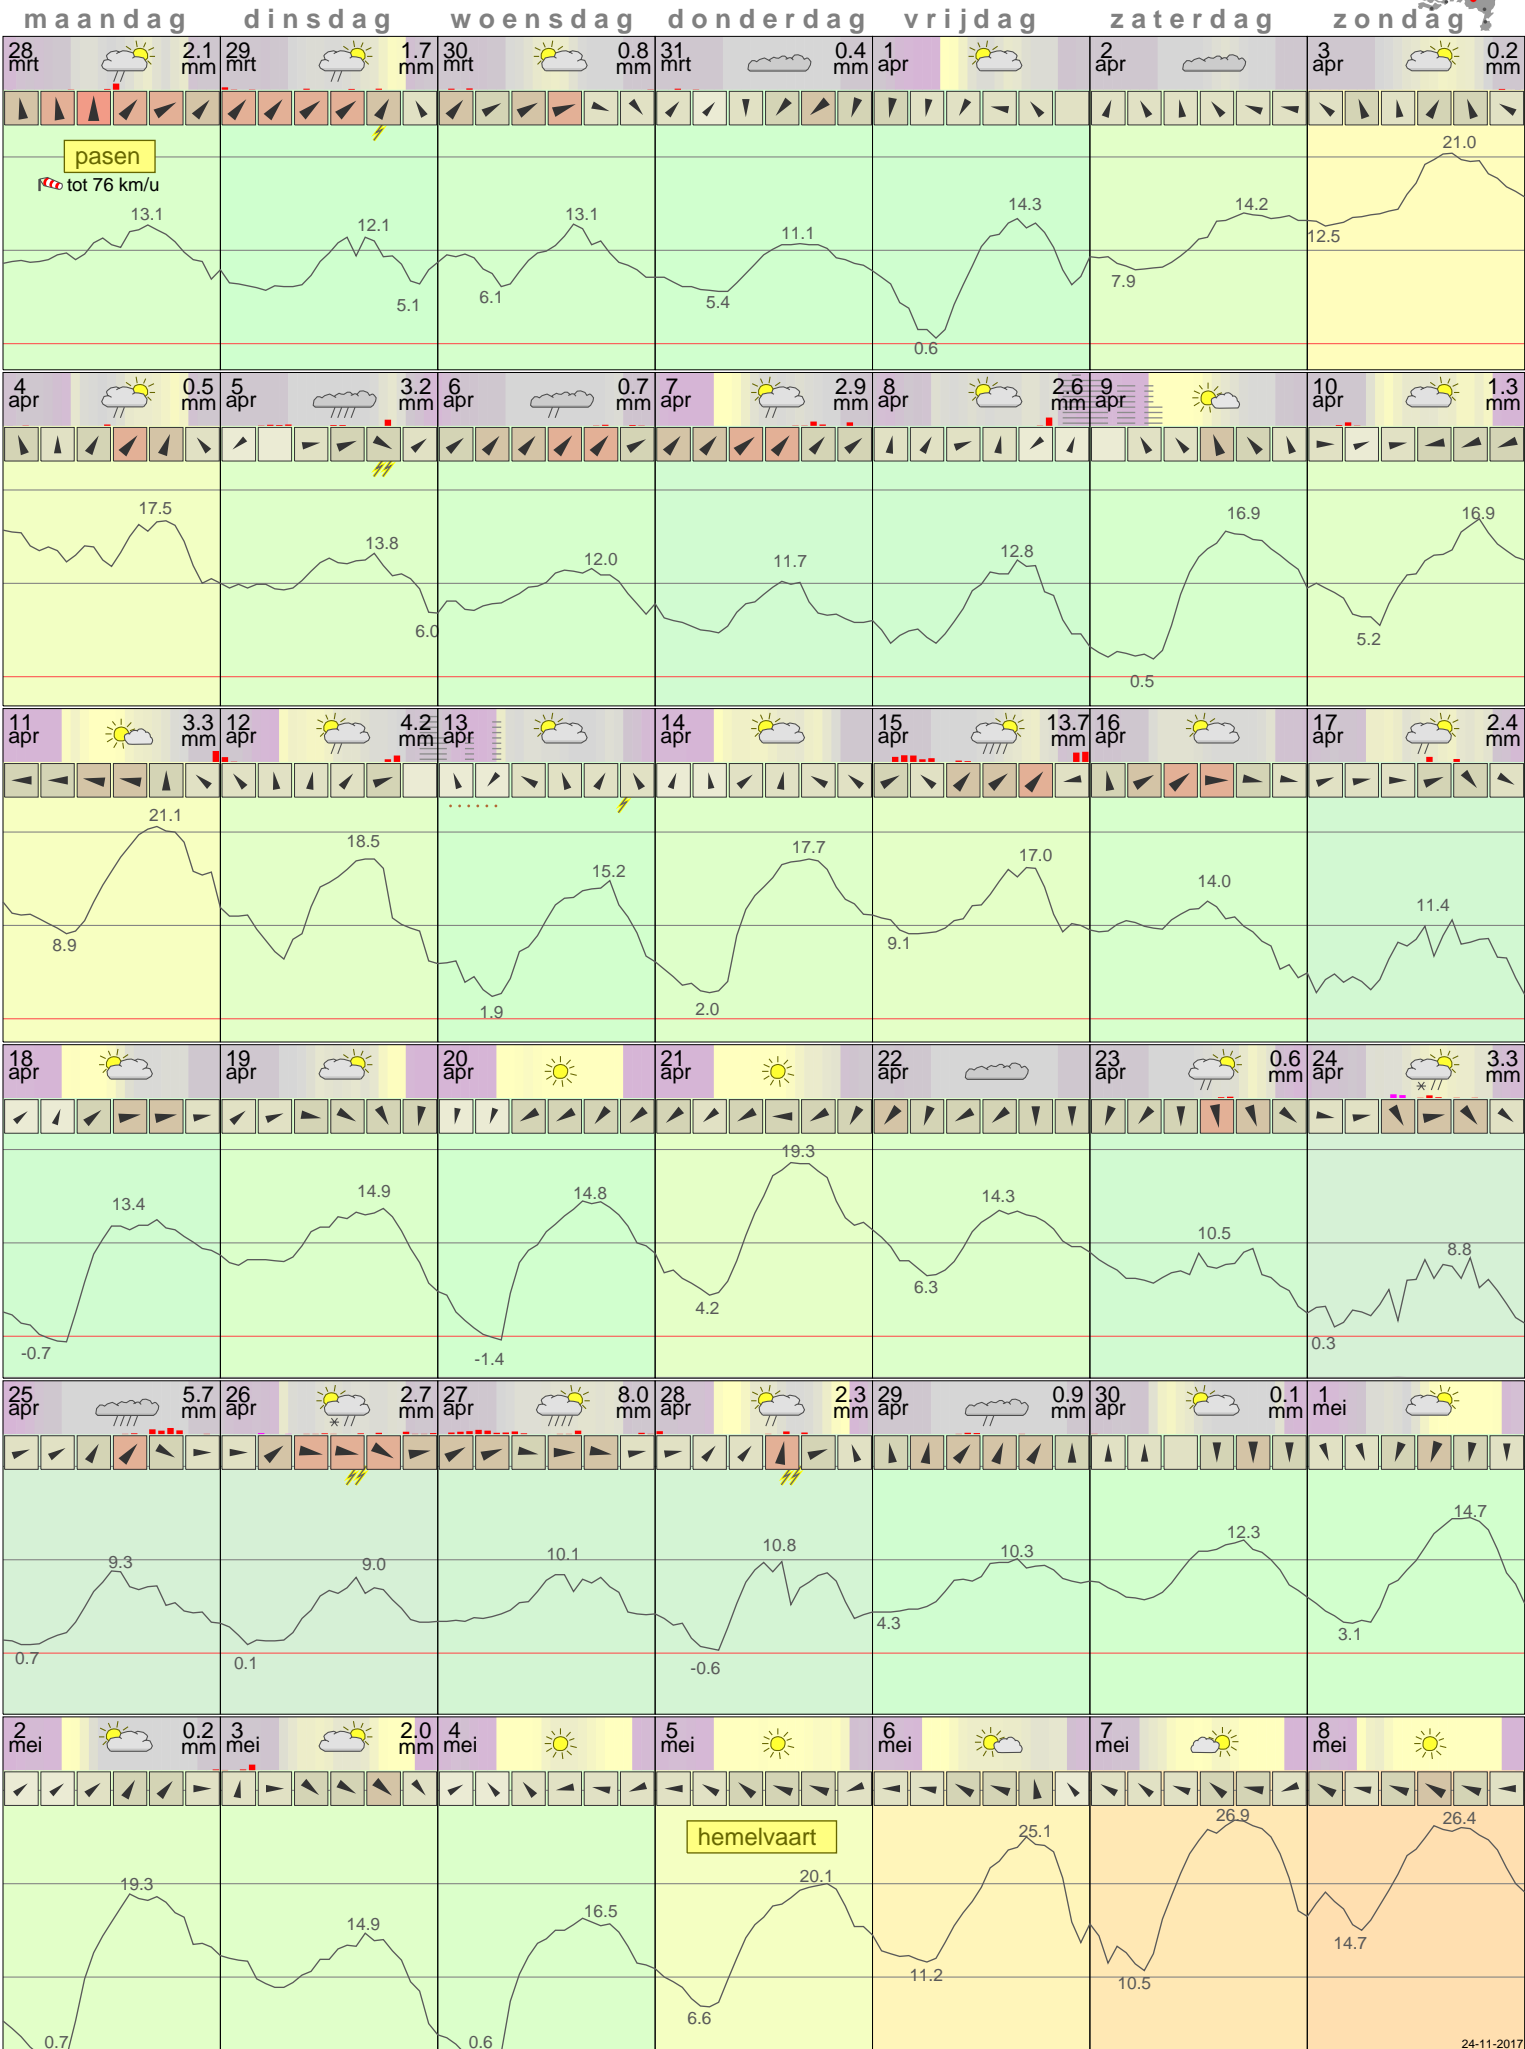 maandag dinsdag woensdag donderdag vrijdag zaterdag zondag
28 mrt 2.1 mm 29 mrt 1.7 mm 30 mrt 0.8 mm 31 mrt 0.4 mm 1 apr 2 apr 3 apr 0.2 mm
pasen
tot 76 km/u
13.1 12.1 5.1 6.1 13.1 5.4 11.1 0.6 14.3 7.9 14.2 12.5 21.0
4 apr 0.5 mm 5 apr 3.2 mm 6 apr 0.7 mm 7 apr 2.9 mm 8 apr 2.6 mm 9 apr 10 apr 1.3 mm
17.5 13.8 6.0 12.0 11.7 12.8 0.5 16.9 5.2 16.9
11 apr 3.3 mm 12 apr 4.2 mm 13 apr 14 apr 15 apr 13.7 mm 16 apr 17 apr 2.4 mm
8.9 21.1 18.5 1.9 15.2 2.0 17.7 9.1 17.0 14.0 11.4
18 apr 19 apr 20 apr 21 apr 22 apr 23 apr 0.6 mm 24 apr 3.3 mm
-0.7 13.4 14.9 -1.4 14.8 4.2 19.3 6.3 14.3 10.5 0.3 8.8
25 apr 5.7 mm 26 apr 2.7 mm 27 apr 8.0 mm 28 apr 2.3 mm 29 apr 0.9 mm 30 apr 0.1 mm 1 mei
0.7 9.3 0.1 9.0 10.1 -0.6 10.8 4.3 10.3 12.3 3.1 14.7
2 mei 0.2 mm 3 mei 2.0 mm 4 mei 5 mei 6 mei 7 mei 8 mei
hemelvaart
0.7 19.3 14.9 0.6 16.5 6.6 20.1 11.2 25.1 10.5 26.9 14.7 26.4
24-11-2017